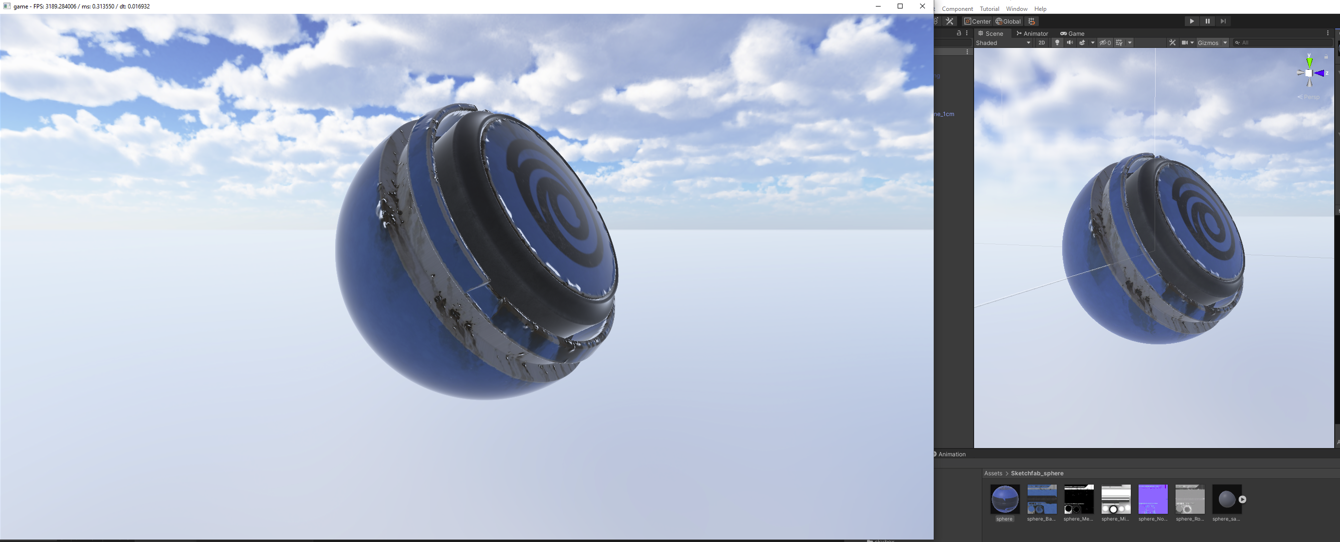 game - FPS: 3189.284006 / ms: 0.313550 / dt: 0.016932
Component Tutorial Window Help
Center Global
Scene Animator Game
Shaded 2D Gizmos All
ne_1cm
Animation
Assets > Sketchfab_sphere
sphere sphere_Ba... sphere_Me... sphere_Mi... sphere_No... sphere_Ro... sphere_sa...